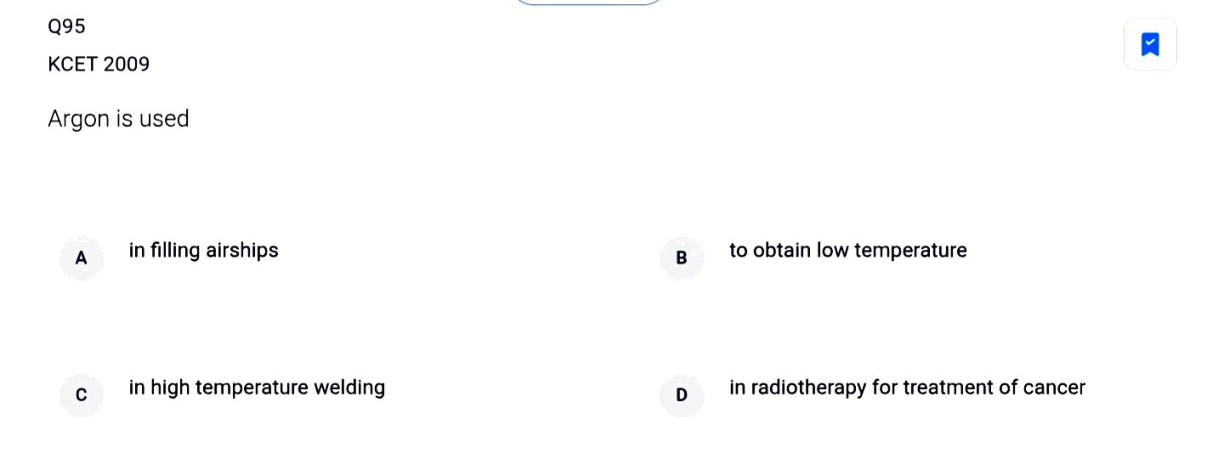 Q95
KCET 2009
Argon is used
A in filling airships
B to obtain low temperature
C in high temperature welding
D in radiotherapy for treatment of cancer